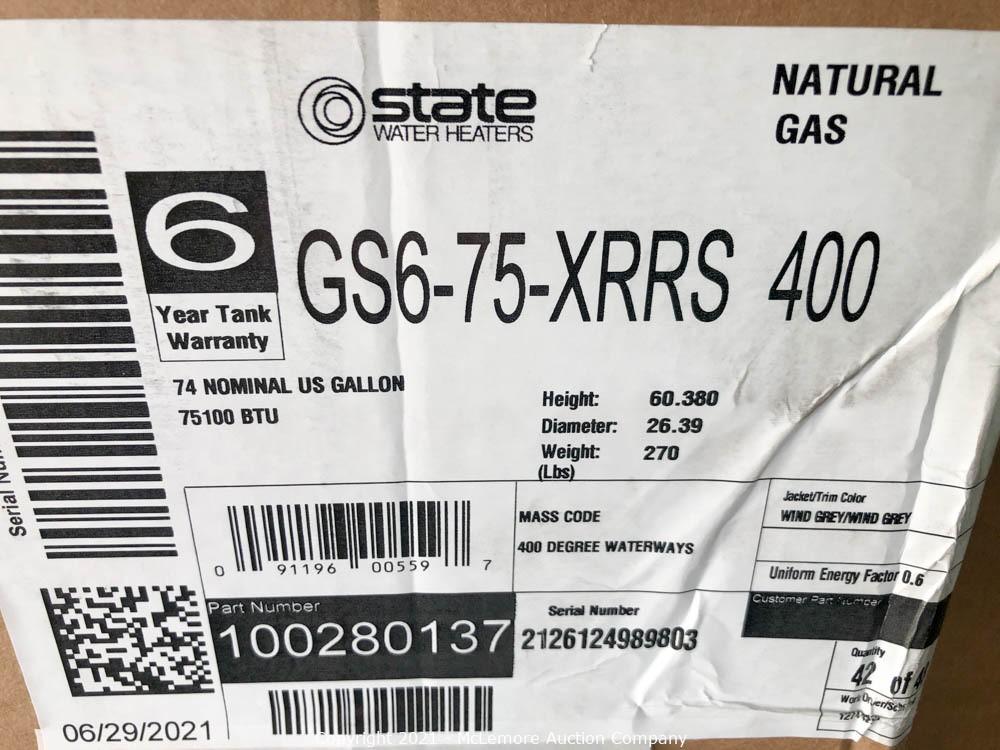 state
WATER HEATERS
NATURAL
GAS
6
Year Tank
Warranty
GS6-75-XRRS 400
74 NOMINAL US GALLON
75100 BTU
Height: 60.380
Diameter: 26.39
Weight: 270
(Lbs)
Serial
0 91196 00559 7
MASS CODE
400 DEGREE WATERWAYS
Jacket/Trim Color
WIND GREY/WIND GREY
Uniform Energy Factor 0.6
Customer Part Number
Part Number
100280137
Serial Number
2126124989803
Quantity
42 of
06/29/2021
Copyright 2021 - McLemore Auction Company